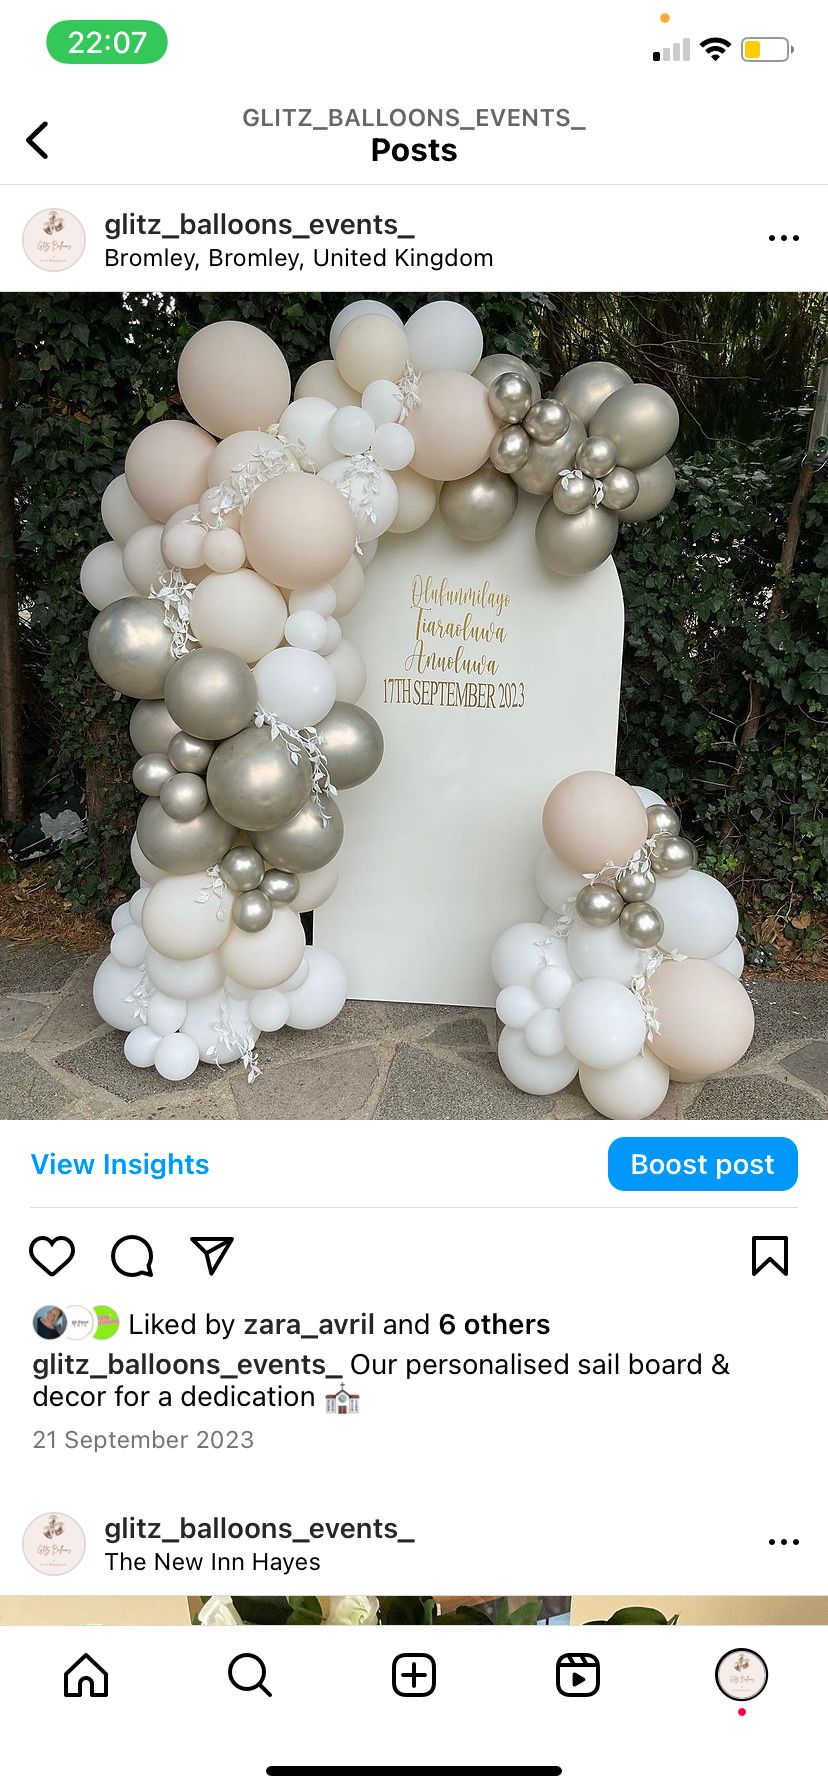 22:07
GLITZ_BALLOONS_EVENTS_
Posts
glitz_balloons_events_
Bromley, Bromley, United Kingdom
Olufunmilayo
Tiaraoluwa
Anuoluwa
17TH SEPTEMBER 2023
View Insights
Boost post
Liked by zara_avril and 6 others
glitz_balloons_events_ Our personalised sail board &
decor for a dedication
21 September 2023
glitz_balloons_events_
The New Inn Hayes